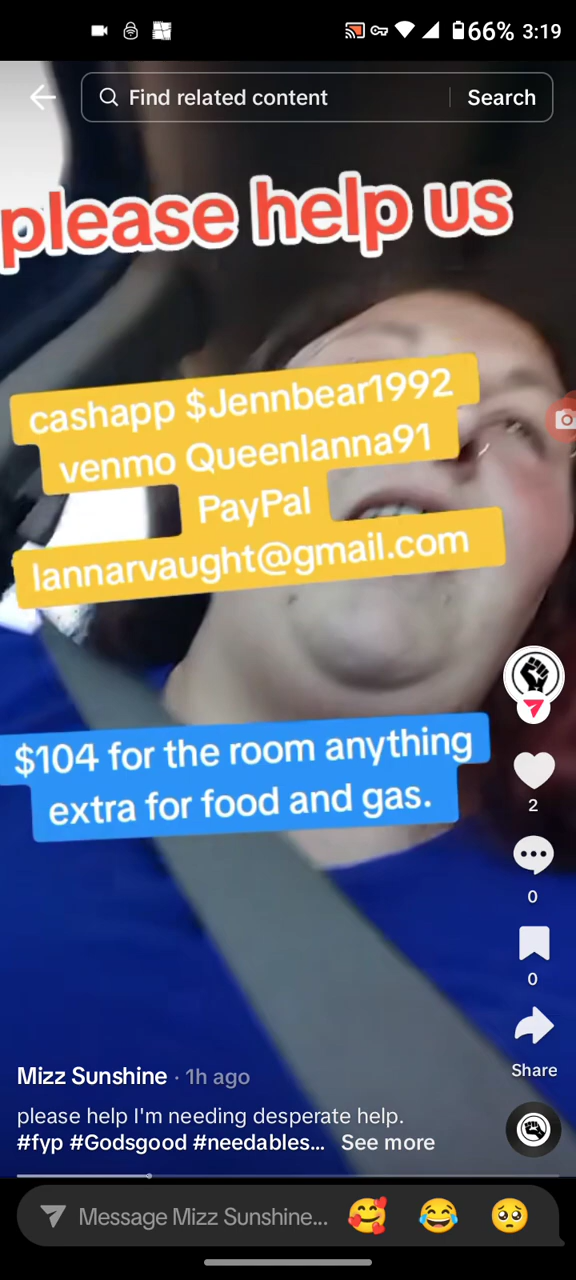 66% 3:19
Find related content
Search
please help us
cashapp $Jennbear1992
venmo Queenlanna91
PayPal
lannarvaught@gmail.com
$104 for the room anything
extra for food and gas.
2
0
0
Share
Mizz Sunshine · 1h ago
please help I'm needing desperate help.
#fyp #Godsgood #needables... See more
Message Mizz Sunshine...